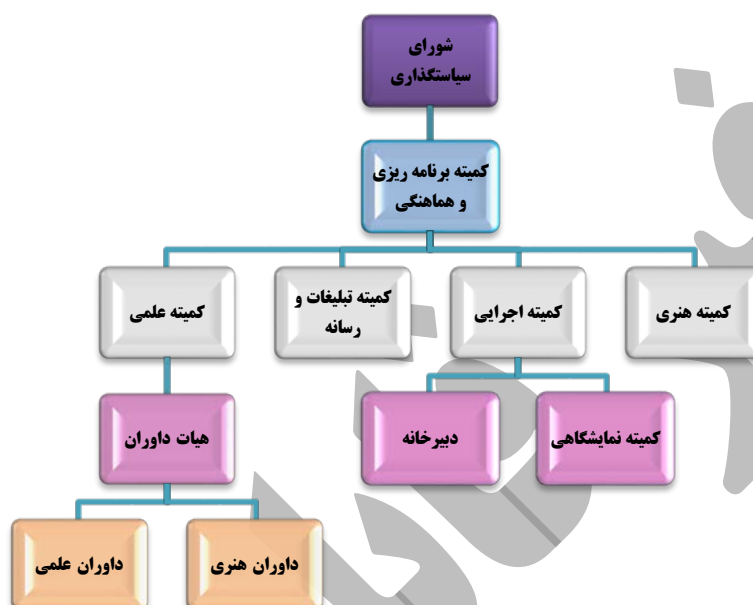 شورای
سیاستگذاری
کمیته برنامه ریزی
و هماهنگی
کمیته هنری
کمیته اجرایی
کمیته تبلیغات و
رسانه
کمیته علمی
کمیته نمایشگاهی
دبیرخانه
هیات داوران
داوران هنری
داوران علمی